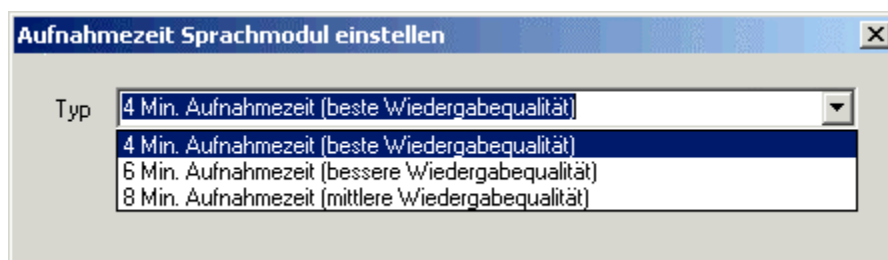 Aufnahmezeit Sprachmodul einstellen
Typ 4 Min. Aufnahmezeit (beste Wiedergabequalität)
4 Min. Aufnahmezeit (beste Wiedergabequalität)
6 Min. Aufnahmezeit (bessere Wiedergabequalität)
8 Min. Aufnahmezeit (mittlere Wiedergabequalität)